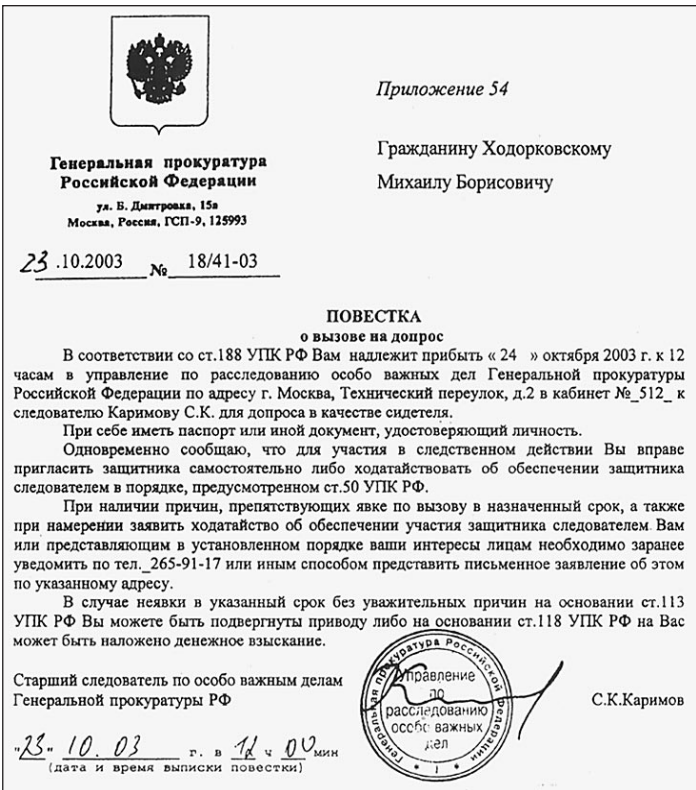 Приложение 54
Гражданину Ходорковскому
Михаилу Борисовичу
Генеральная прокуратура
Российской Федерации
ул. Б. Дмитровка, 15а
Москва, Россия, ГСП-9, 125993
23 .10.2003 № 18/41-03
ПОВЕСТКА
о вызове на допрос
В соответствии со ст.188 УПК РФ Вам надлежит прибыть « 24 » октября 2003 г. к 12
часам в управление по расследованию особо важных дел Генеральной прокуратуры
Российской Федерации по адресу г. Москва, Технический переулок, д.2 в кабинет №_512_ к
следователю Каримову С.К. для допроса в качестве сидетеля.
При себе иметь паспорт или иной документ, удостоверяющий личность.
Одновременно сообщаю, что для участия в следственном действии Вы вправе
пригласить защитника самостоятельно либо ходатайствовать об обеспечении защитника
следователем в порядке, предусмотренном ст.50 УПК РФ.
При наличии причин, препятствующих явке по вызову в назначенный срок, а также
при намерении заявить ходатайство об обеспечении участия защитника следователем Вам
или представляющим в установленном порядке ваши интересы лицам необходимо заранее
уведомить по тел._265-91-17 или иным способом представить письменное заявление об этом
по указанному адресу.
В случае неявки в указанный срок без уважительных причин на основании ст.113
УПК РФ Вы можете быть подвергнуты приводу либо на основании ст.118 УПК РФ на Вас
может быть наложено денежное взыскание.
Старший следователь по особо важным делам
Генеральной прокуратуры РФ
С.К.Каримов
Генеральная прокуратура Российской Федерации
Управление
по
расследованию
особо важных
дел
* 1 *
"23" 10. 03 г. в 12 ч 00 мин
(дата и время выписки повестки)